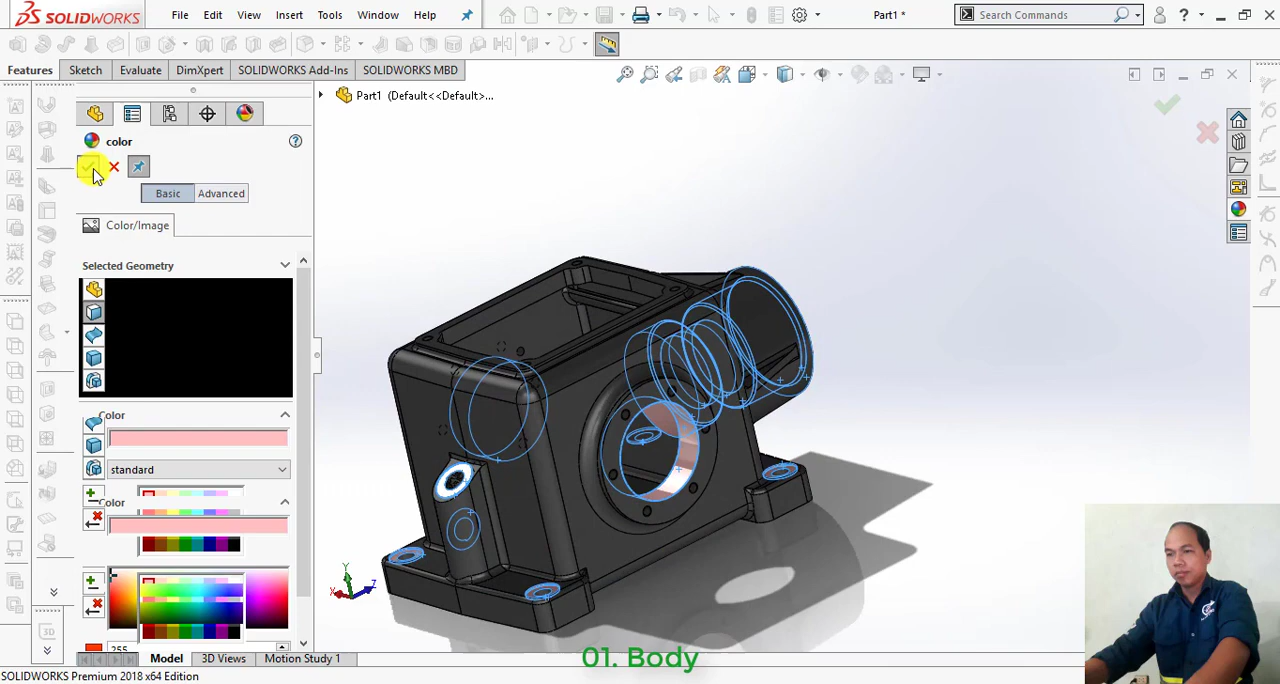 SOLIDWORKS
File Edit View Insert Tools Window Help
Part1 *
Search Commands
?
Features Sketch Evaluate DimXpert SOLIDWORKS Add-Ins SOLIDWORKS MBD
Part1 (Default<<Default>...
color
?
Basic Advanced
Color/Image
Selected Geometry
Color
standard
Color
255
Y
X Z
3D
Model 3D Views Motion Study 1
01. Body
SOLIDWORKS Premium 2018 x64 Edition